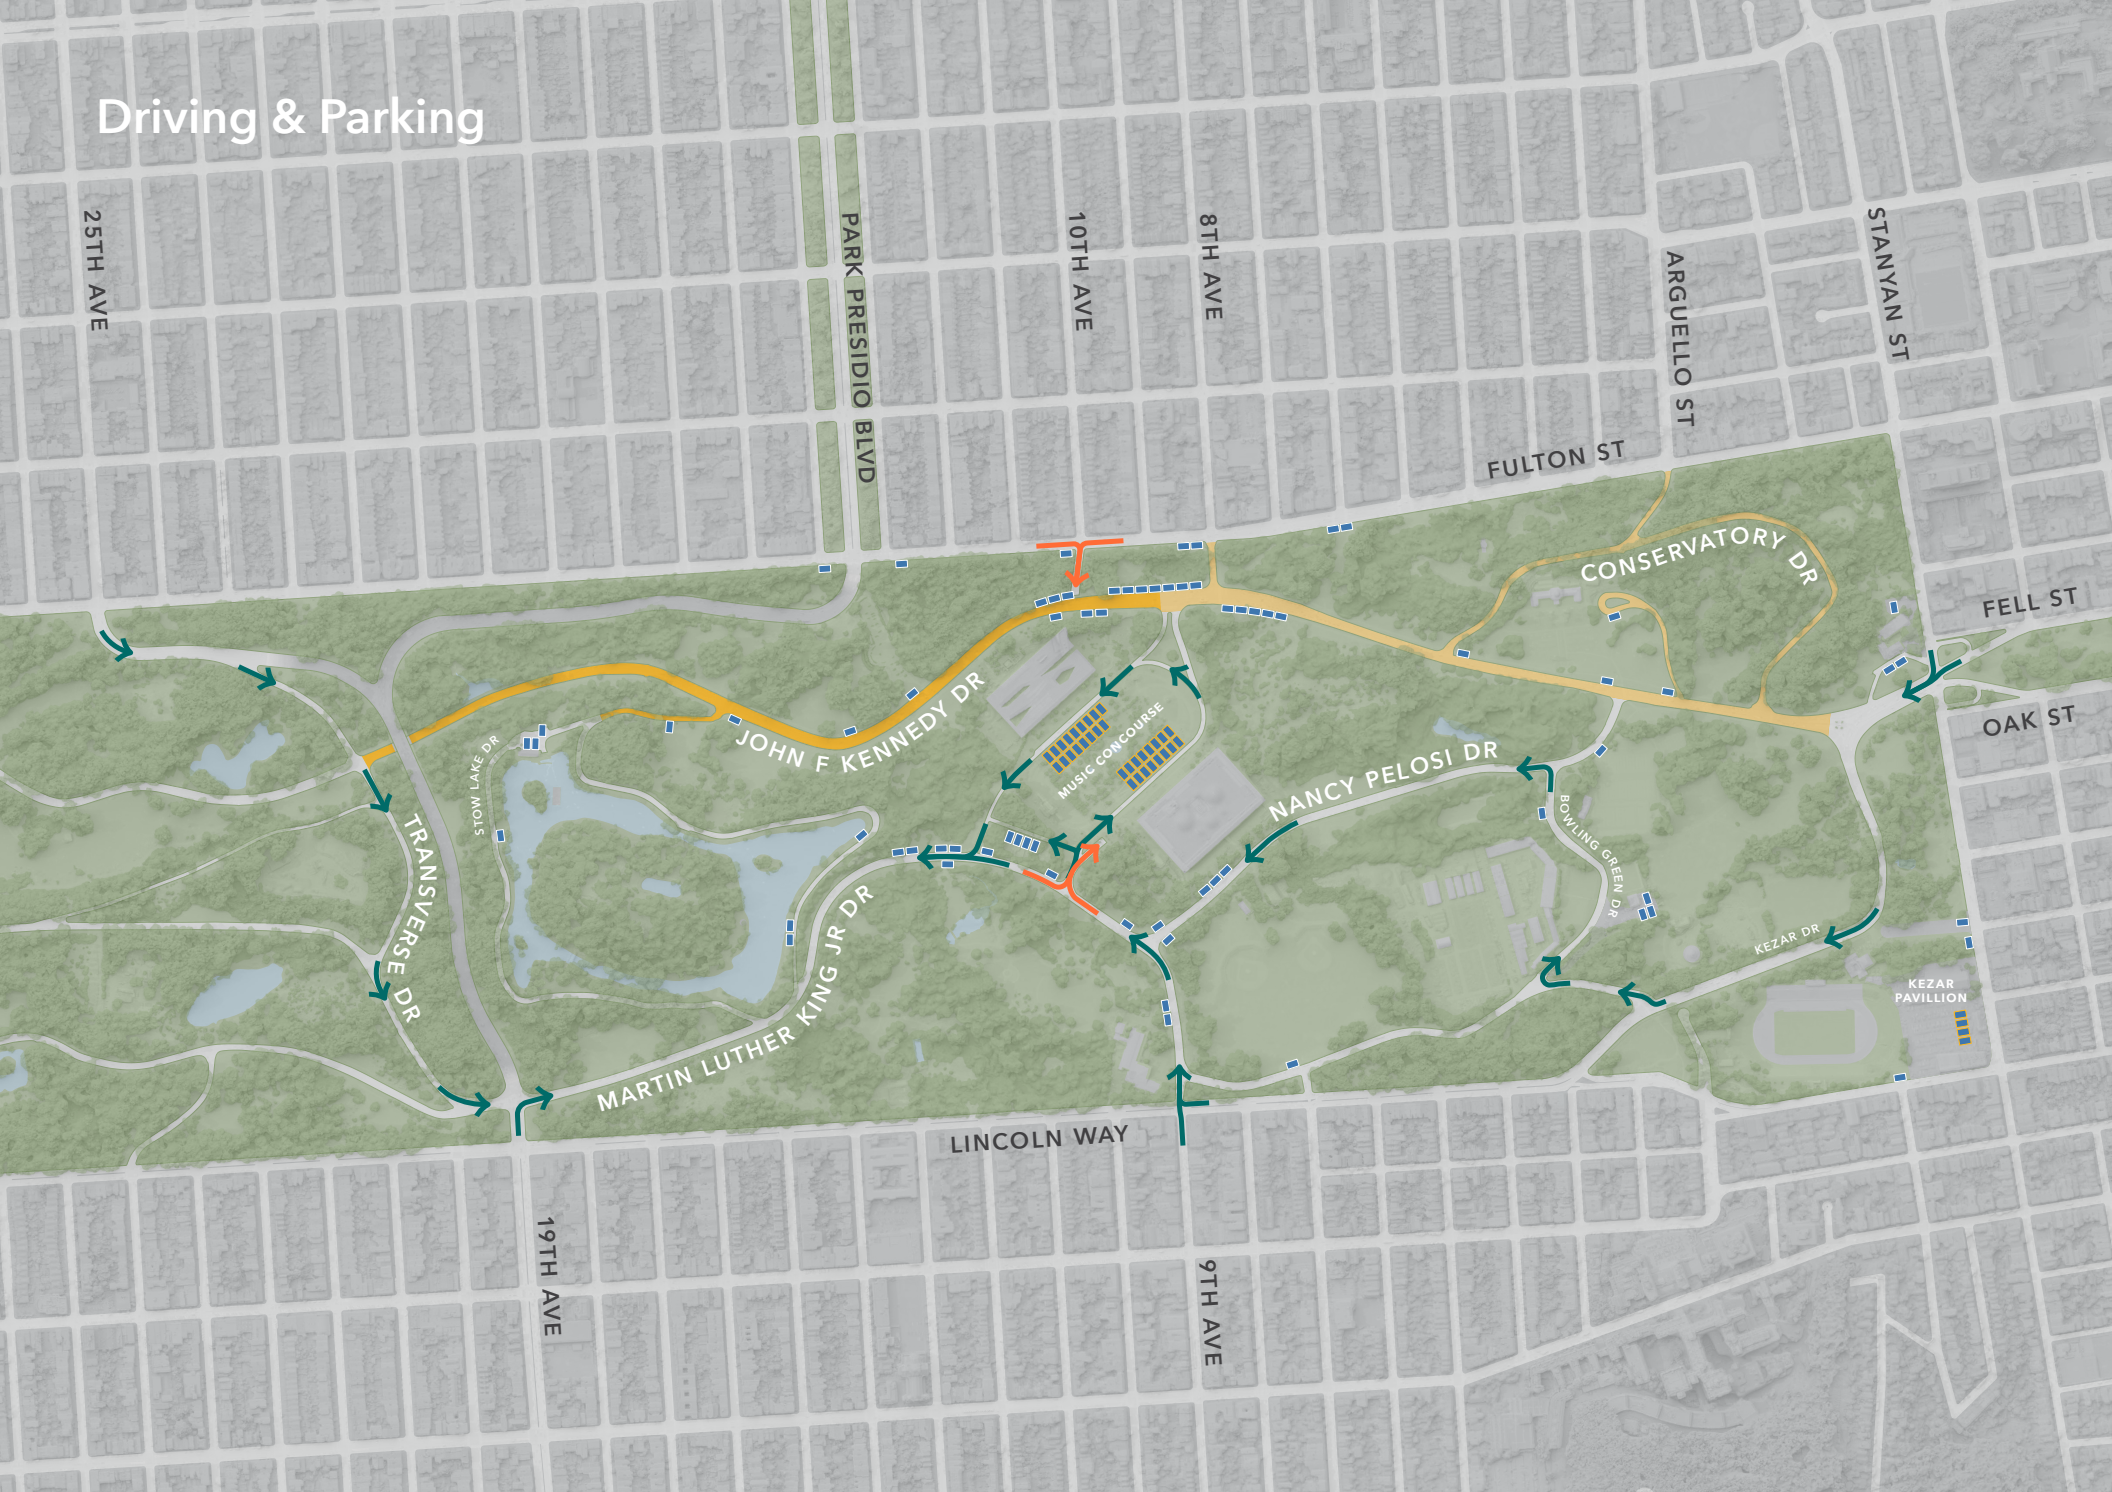 Driving & Parking
25TH AVE
PARK PRESIDIO BLVD
10TH AVE
8TH AVE
ARGUELLO ST
STANYAN ST
FULTON ST
CONSERVATORY DR
FELL ST
OAK ST
JOHN F KENNEDY DR
MUSIC CONCOURSE
NANCY PELOSI DR
STOW LAKE DR
TRANSVERSE DR
BOWLING GREEN DR
MARTIN LUTHER KING JR DR
KEZAR DR
KEZAR
PAVILLION
LINCOLN WAY
19TH AVE
9TH AVE